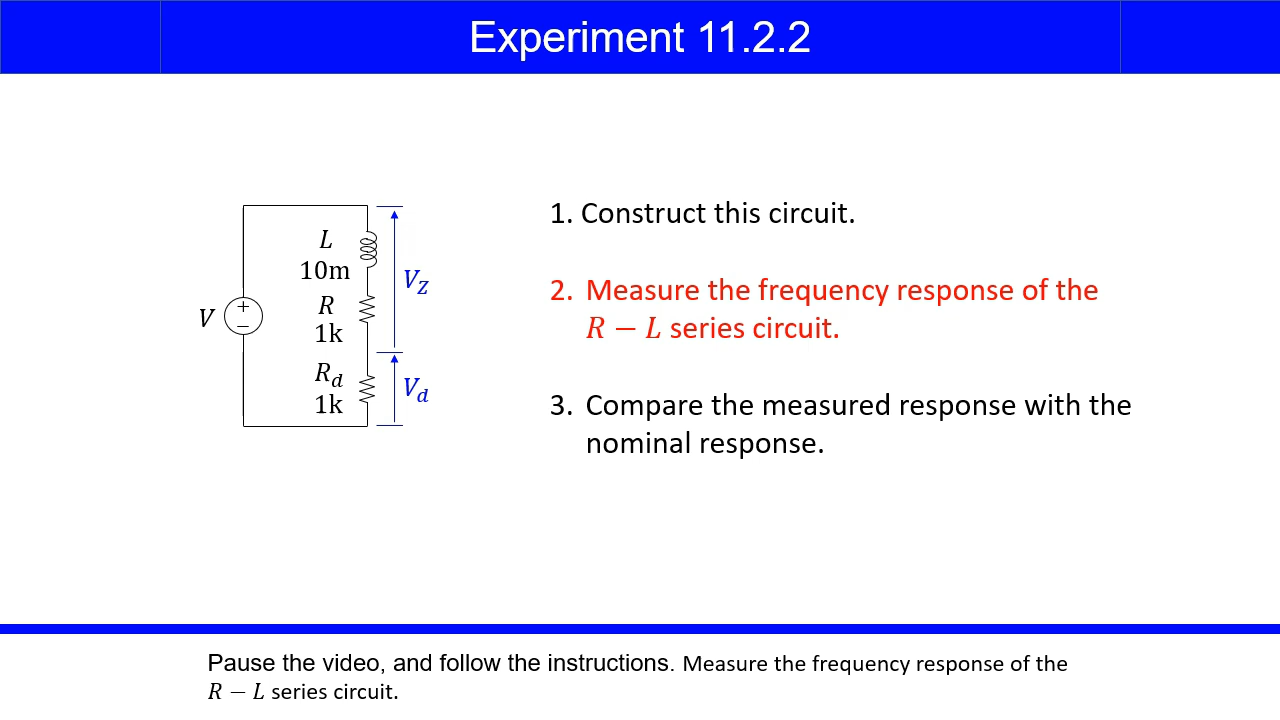 Experiment 11.2.2
L
10m
R
1k
R_d
1k
V
+
−
V_Z
V_d
1. Construct this circuit.
2. Measure the frequency response of the
R − L series circuit.
3. Compare the measured response with the
nominal response.
Pause the video, and follow the instructions. Measure the frequency response of the
R − L series circuit.